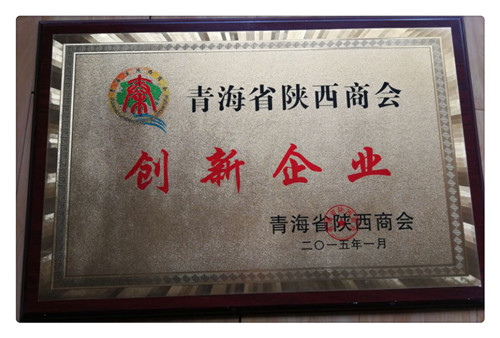 青海省陕西商会
创新企业
青海省陕西商会
二〇一五年一月